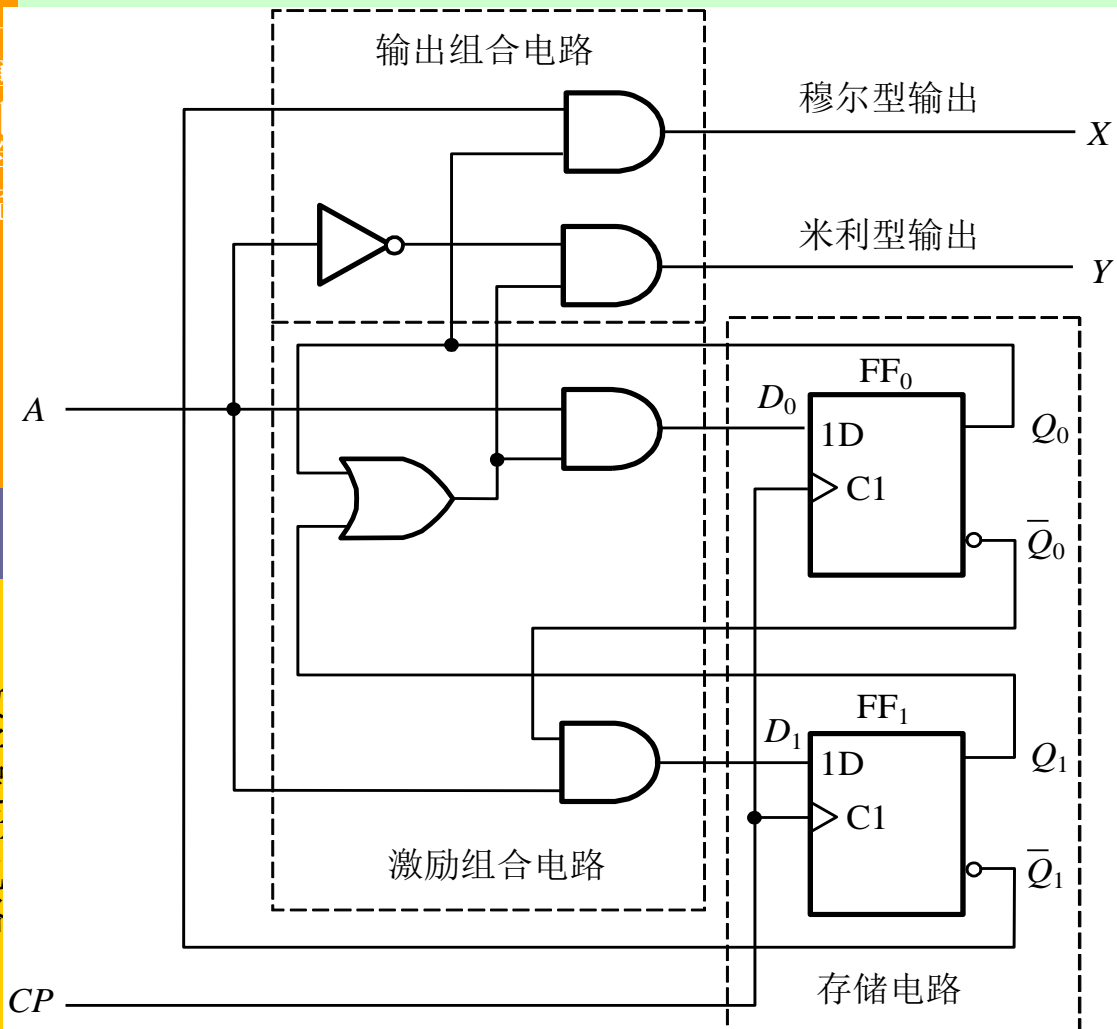 输出组合电路
穆尔型输出
X
米利型输出
Y
A
D₀
FF₀
1D
C1
Q₀
Q̅₀
D₁
FF₁
1D
C1
Q₁
Q̅₁
激励组合电路
存储电路
CP